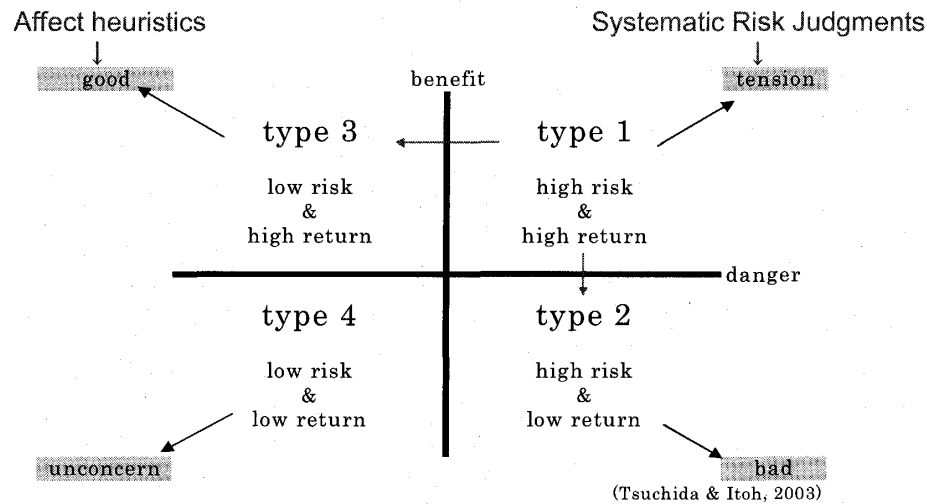 Affect heuristics
Systematic Risk Judgments
good
benefit
tension
type 3
type 1
low risk
&
high return
high risk
&
high return
danger
type 4
type 2
low risk
&
low return
high risk
&
low return
unconcern
bad
(Tsuchida & Itoh, 2003)